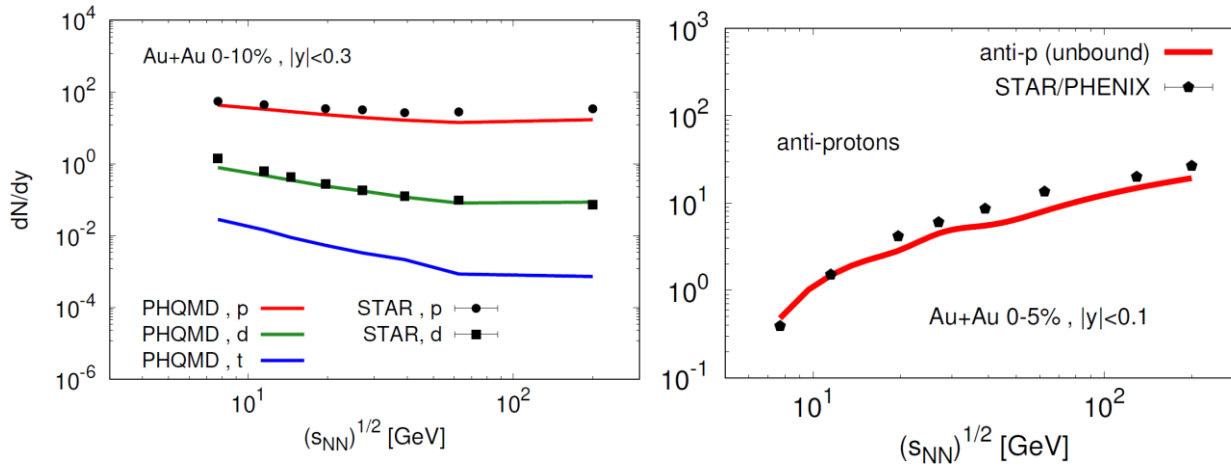 dN/dy
10^4
10^2
10^0
10^-2
10^-4
10^-6
Au+Au 0-10% , |y|<0.3
PHQMD , p
PHQMD , d
PHQMD , t
STAR, p
STAR, d
10^1
10^2
(s_NN)^1/2 [GeV]
10^3
10^2
10^1
10^0
10^-1
anti-p (unbound)
STAR/PHENIX
anti-protons
Au+Au 0-5% , |y|<0.1
10^1
10^2
(s_NN)^1/2 [GeV]